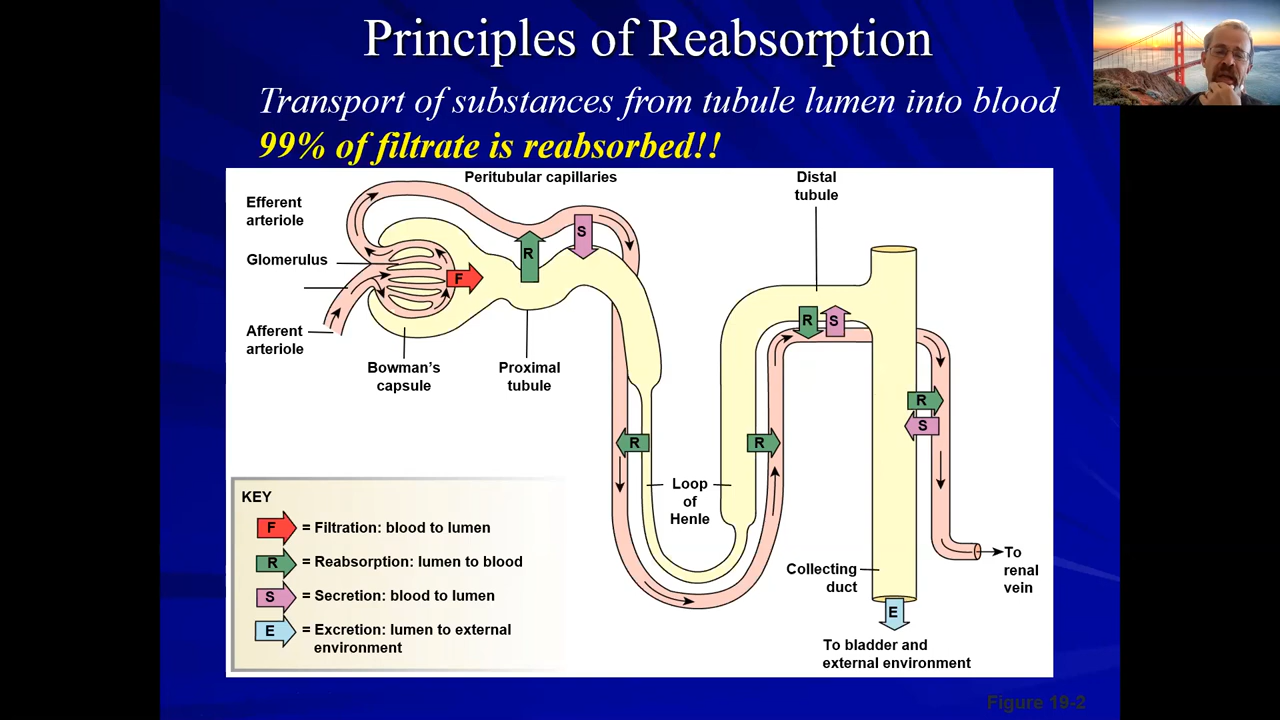 Principles of Reabsorption
Transport of substances from tubule lumen into blood
99% of filtrate is reabsorbed!!
Peritubular capillaries
Distal
tubule
Efferent
arteriole
Glomerulus
Afferent
arteriole
Bowman's
capsule
Proximal
tubule
F
R
S
R
S
R
S
R
R
Loop
of
Henle
Collecting
duct
To
renal
vein
E
To bladder and
external environment
KEY
F = Filtration: blood to lumen
R = Reabsorption: lumen to blood
S = Secretion: blood to lumen
E = Excretion: lumen to external
environment
Figure 19-2